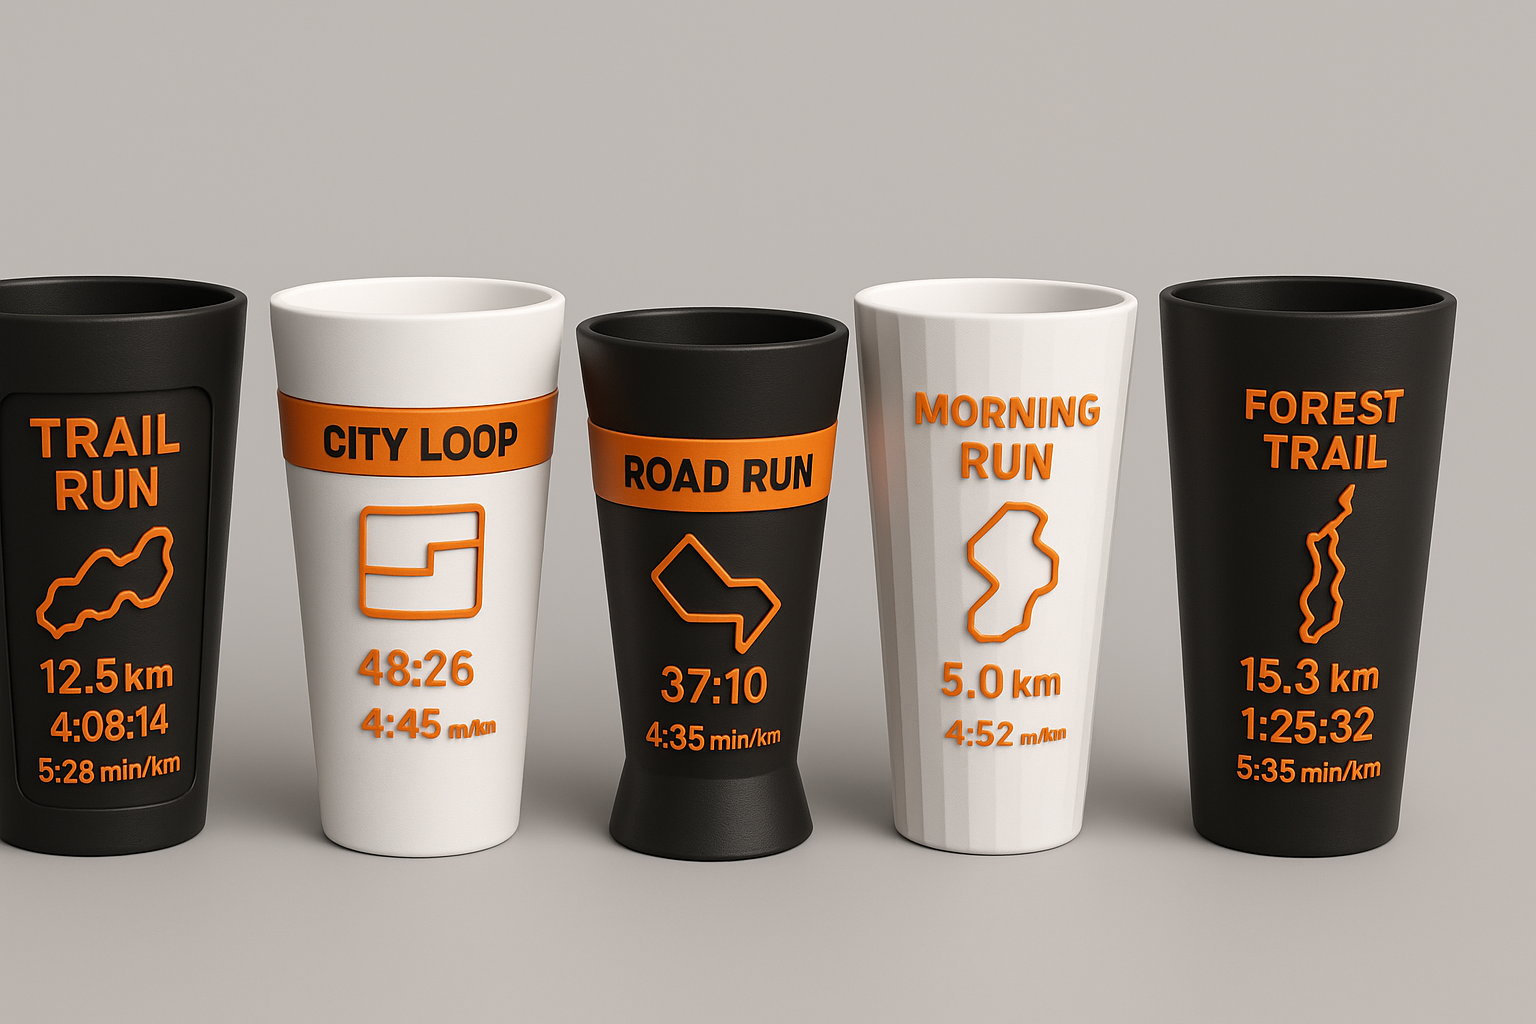 TRAIL
RUN
12.5 km
4:08:14
5:28 min/km
CITY LOOP
48:26
4:45 m/km
ROAD RUN
37:10
4:35 min/km
MORNING
RUN
5.0 km
4:52 m/km
FOREST
TRAIL
15.3 km
1:25:32
5:35 min/km